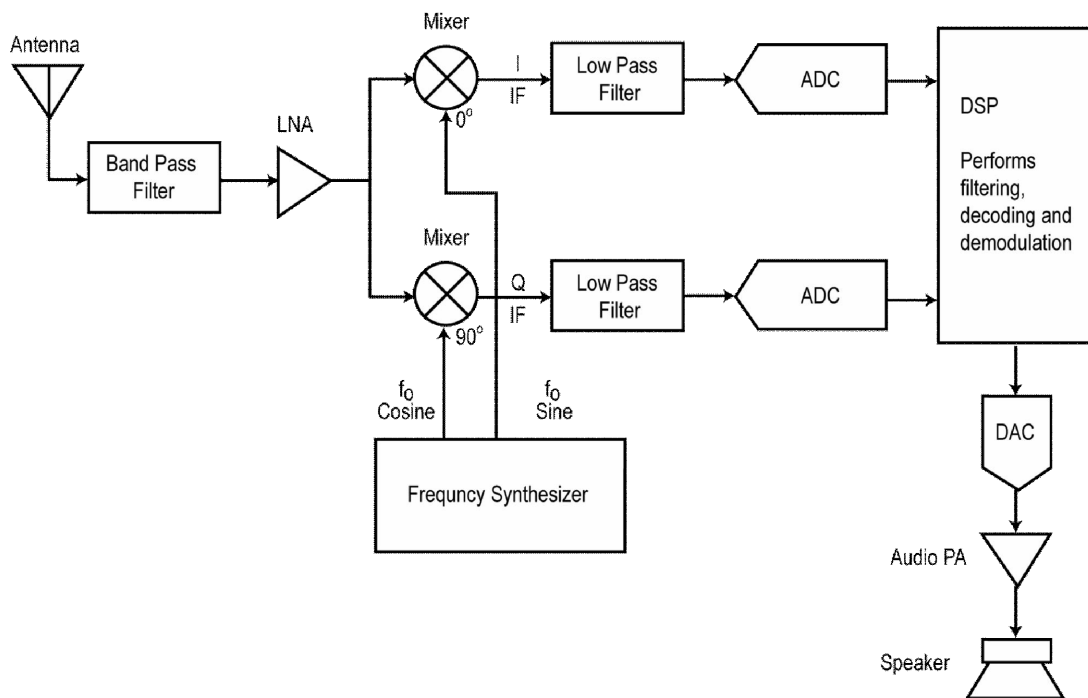 Antenna
Band Pass
Filter
LNA
Mixer
0°
I
IF
Low Pass
Filter
ADC
Mixer
90°
Q
IF
Low Pass
Filter
ADC
DSP
Performs
filtering,
decoding and
demodulation
fo
Cosine
fo
Sine
Frequncy Synthesizer
DAC
Audio PA
Speaker